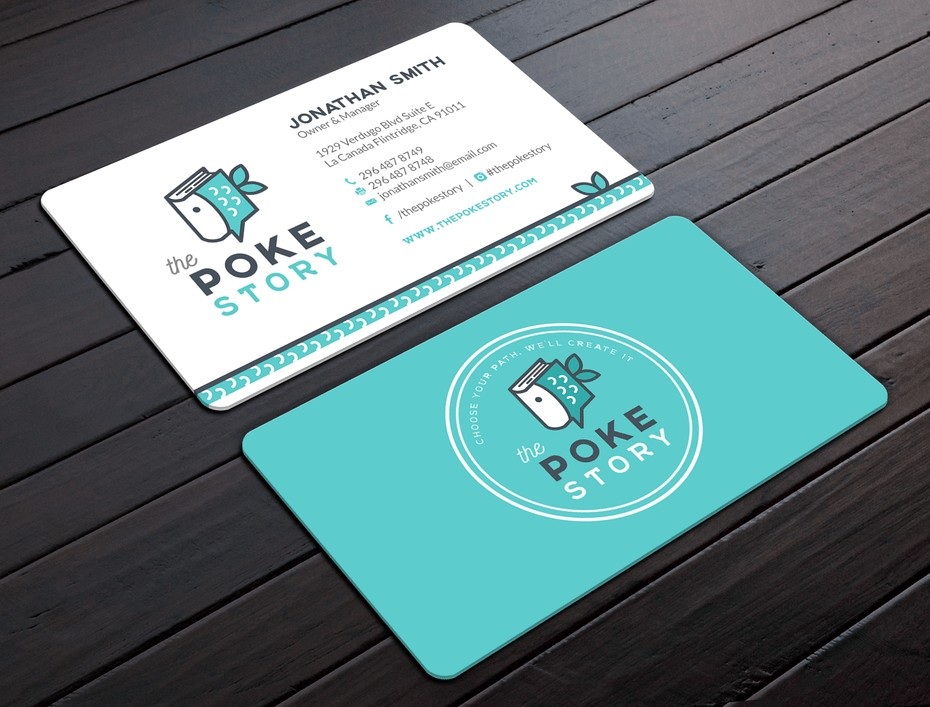 JONATHAN SMITH
Owner & Manager
1929 Verdugo Blvd Suite E
La Canada Flintridge, CA 91011
296 487 8749
296 487 8748
jonathansmith@email.com
/thepokestory | #thepokestory
WWW.THEPOKESTORY.COM
the
POKE
STORY
CHOOSE YOUR PATH, WE'LL CREATE IT
the
POKE
STORY